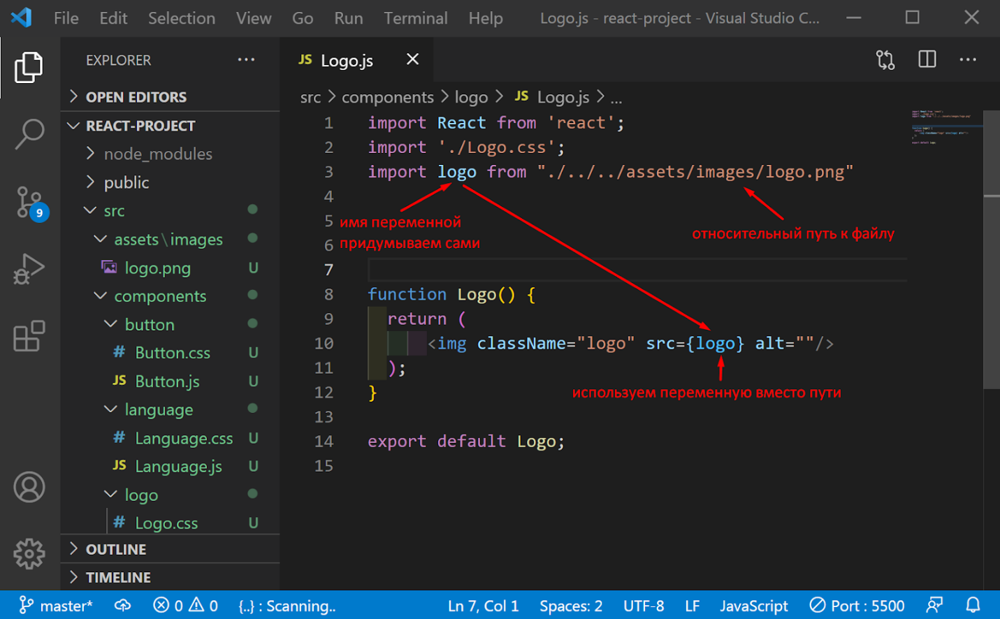 File Edit Selection View Go Run Terminal Help Logo.js - react-project - Visual Studio C...
EXPLORER ...
OPEN EDITORS
REACT-PROJECT
node_modules
public
src
assets\images
logo.png U
components
button
# Button.css U
JS Button.js U
language
# Language.css U
JS Language.js U
logo
# Logo.css U
OUTLINE
TIMELINE
9
JS Logo.js
src > components > logo > JS Logo.js > ...
1 import React from 'react';
2 import './Logo.css';
3 import logo from "./../../assets/images/logo.png"
4
5 имя переменной
6 придумываем сами
относительный путь к файлу
7
8 function Logo() {
9 return (
10 <img className="logo" src={logo} alt=""/>
11 );
12 }
используем переменную вместо пути
13
14 export default Logo;
15
master* 0 0 {..} : Scanning.. Ln 7, Col 1 Spaces: 2 UTF-8 LF JavaScript Port : 5500